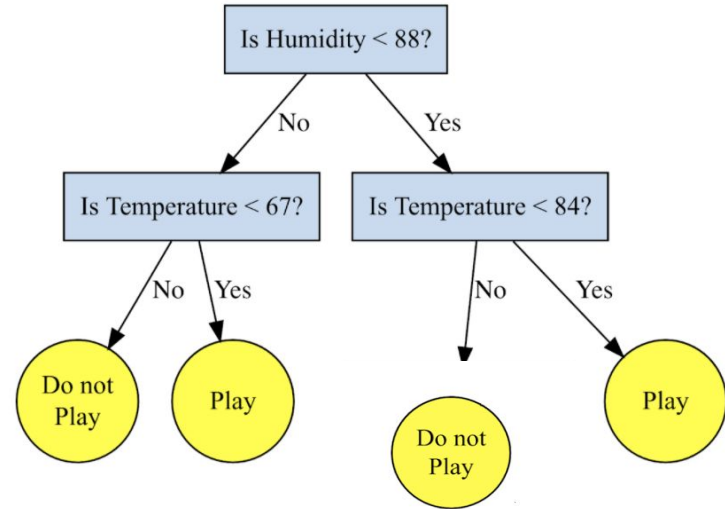 Is Humidity < 88?
No
Yes
Is Temperature < 67?
Is Temperature < 84?
No
Yes
No
Yes
Do not
Play
Play
Do not
Play
Play